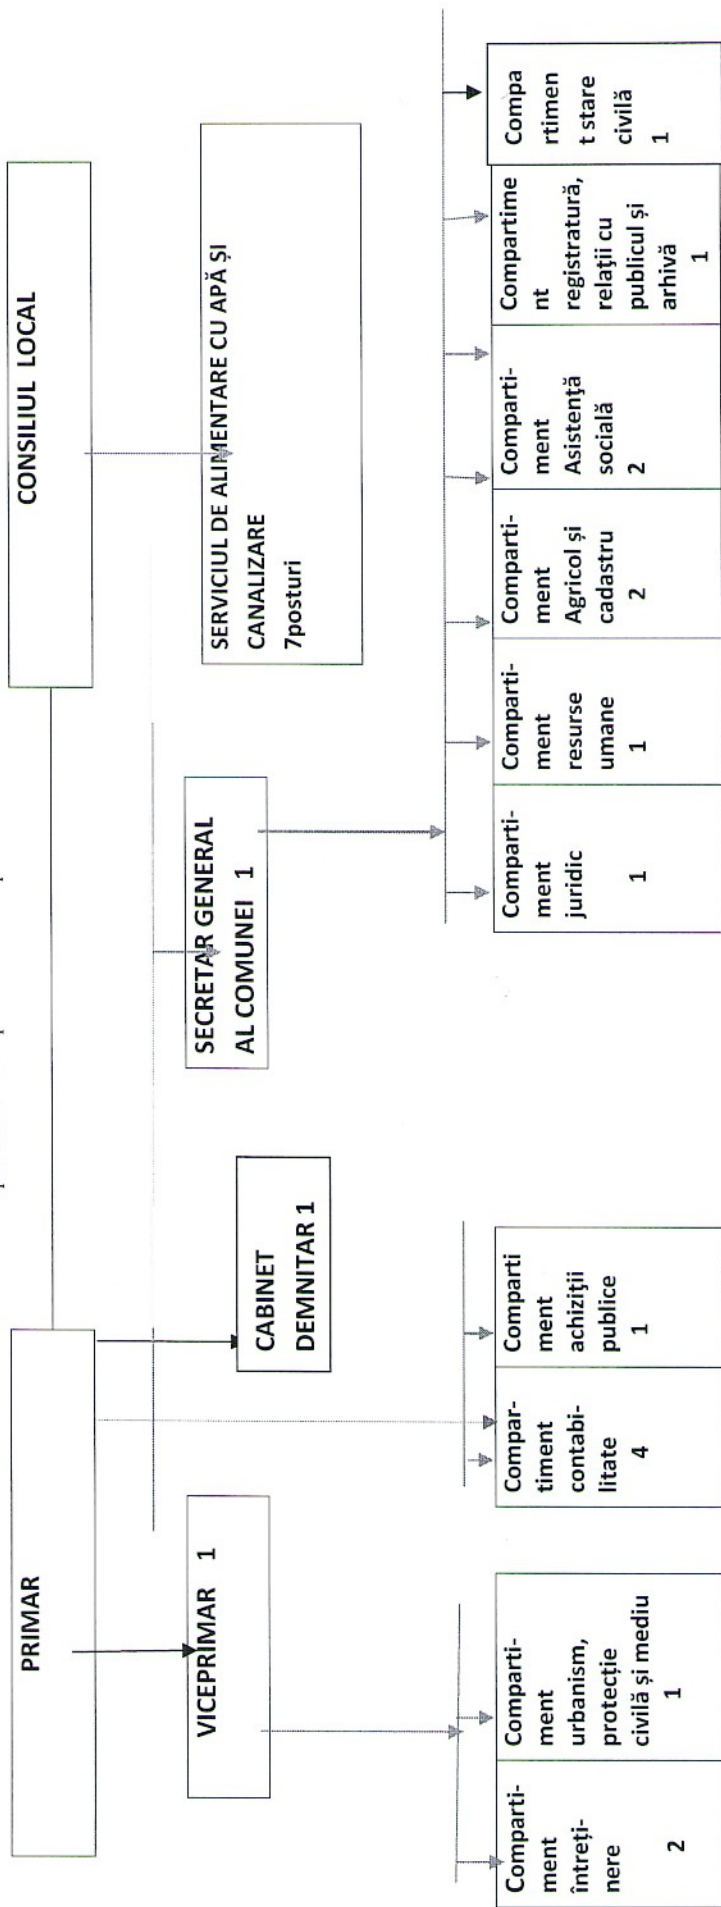 PRIMAR
CONSILIUL LOCAL
VICEPRIMAR 1
CABINET
DEMNITAR 1
SECRETAR GENERAL
AL COMUNEI 1
SERVICIUL DE ALIMENTARE CU APĂ ȘI
CANALIZARE
7posturi
Comparti-
ment
întreți-
nere
2
Comparti-
ment
urbanism,
protecție
civilă și mediu
1
Compar-
timent
contabi-
litate
4
Comparti
ment
achiziții
publice
1
Comparti-
ment
juridic
1
Comparti-
ment
resurse
umane
1
Comparti-
ment
Agricol și
cadastru
2
Comparti-
ment
Asistență
socială
2
Compartime
nt
registratură,
relații cu
publicul și
arhivă
1
Compa
rtimen
t stare
civilă
1